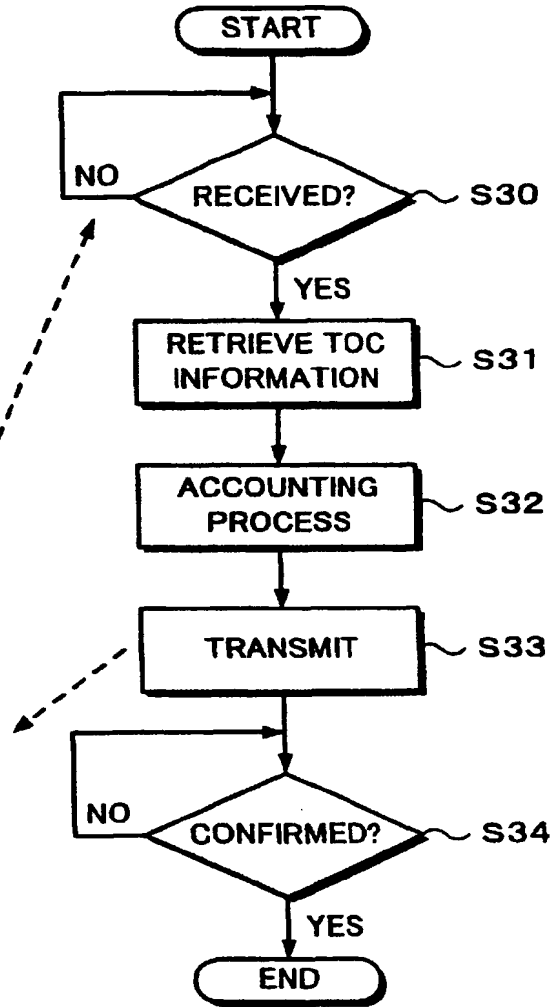 START
NO
RECEIVED?
S30
YES
RETRIEVE TOC
INFORMATION
S31
ACCOUNTING
PROCESS
S32
TRANSMIT
S33
NO
CONFIRMED?
S34
YES
END